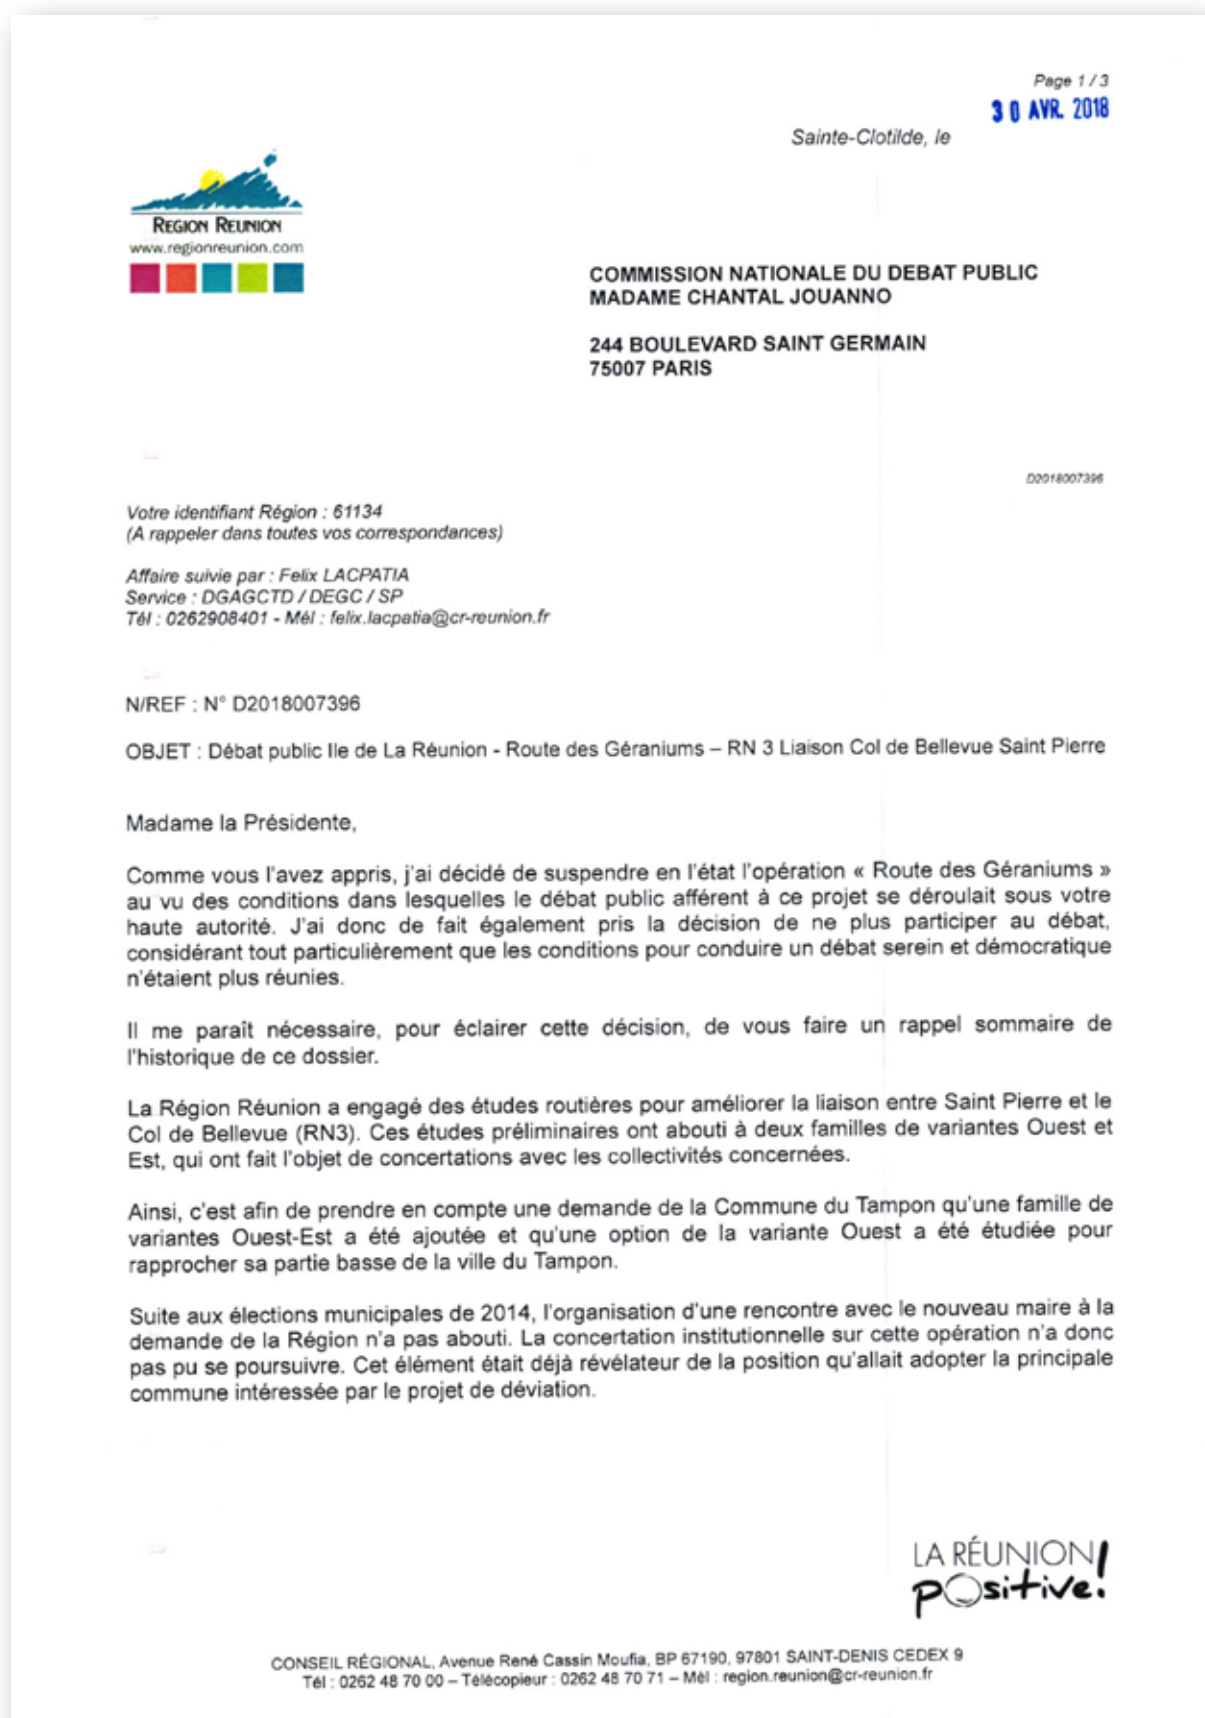 Page 1 / 3
30 AVR. 2018
Sainte-Clotilde, le
REGION REUNION
www.regionreunion.com
COMMISSION NATIONALE DU DEBAT PUBLIC
MADAME CHANTAL JOUANNO
244 BOULEVARD SAINT GERMAIN
75007 PARIS
D2018007396
Votre identifiant Région : 61134
(A rappeler dans toutes vos correspondances)
Affaire suivie par : Felix LACPATIA
Service : DGAGCTD / DEGC / SP
Tél : 0262908401 - Mél : felix.lacpatia@cr-reunion.fr
N/REF : N° D2018007396
OBJET : Débat public Ile de La Réunion - Route des Géraniums – RN 3 Liaison Col de Bellevue Saint Pierre
Madame la Présidente,
Comme vous l'avez appris, j'ai décidé de suspendre en l'état l'opération « Route des Géraniums »
au vu des conditions dans lesquelles le débat public afférent à ce projet se déroulait sous votre
haute autorité. J'ai donc de fait également pris la décision de ne plus participer au débat,
considérant tout particulièrement que les conditions pour conduire un débat serein et démocratique
n'étaient plus réunies.
Il me paraît nécessaire, pour éclairer cette décision, de vous faire un rappel sommaire de
l'historique de ce dossier.
La Région Réunion a engagé des études routières pour améliorer la liaison entre Saint Pierre et le
Col de Bellevue (RN3). Ces études préliminaires ont abouti à deux familles de variantes Ouest et
Est, qui ont fait l'objet de concertations avec les collectivités concernées.
Ainsi, c'est afin de prendre en compte une demande de la Commune du Tampon qu'une famille de
variantes Ouest-Est a été ajoutée et qu'une option de la variante Ouest a été étudiée pour
rapprocher sa partie basse de la ville du Tampon.
Suite aux élections municipales de 2014, l'organisation d'une rencontre avec le nouveau maire à la
demande de la Région n'a pas abouti. La concertation institutionnelle sur cette opération n'a donc
pas pu se poursuivre. Cet élément était déjà révélateur de la position qu'allait adopter la principale
commune intéressée par le projet de déviation.
LA RÉUNION
positive!
CONSEIL RÉGIONAL, Avenue René Cassin Moufia, BP 67190, 97801 SAINT-DENIS CEDEX 9
Tél : 0262 48 70 00 – Télécopieur : 0262 48 70 71 – Mèl : region.reunion@cr-reunion.fr